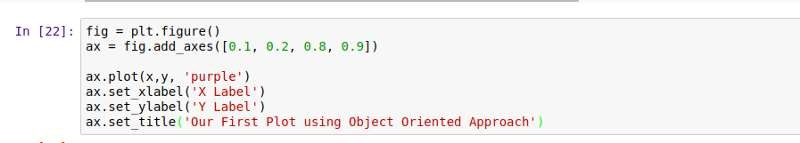 In [22]: fig = plt.figure()
ax = fig.add_axes([0.1, 0.2, 0.8, 0.9])
ax.plot(x,y, 'purple')
ax.set_xlabel('X Label')
ax.set_ylabel('Y Label')
ax.set_title('Our First Plot using Object Oriented Approach')